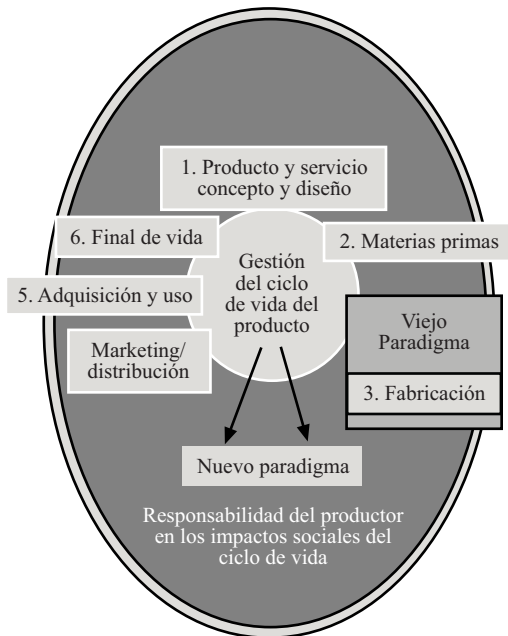 1. Producto y servicio
concepto y diseño
6. Final de vida
2. Materias primas
Gestión
del ciclo
de vida del
producto
5. Adquisición y uso
Viejo
Paradigma
Marketing/
distribución
3. Fabricación
Nuevo paradigma
Responsabilidad del productor
en los impactos sociales del
ciclo de vida